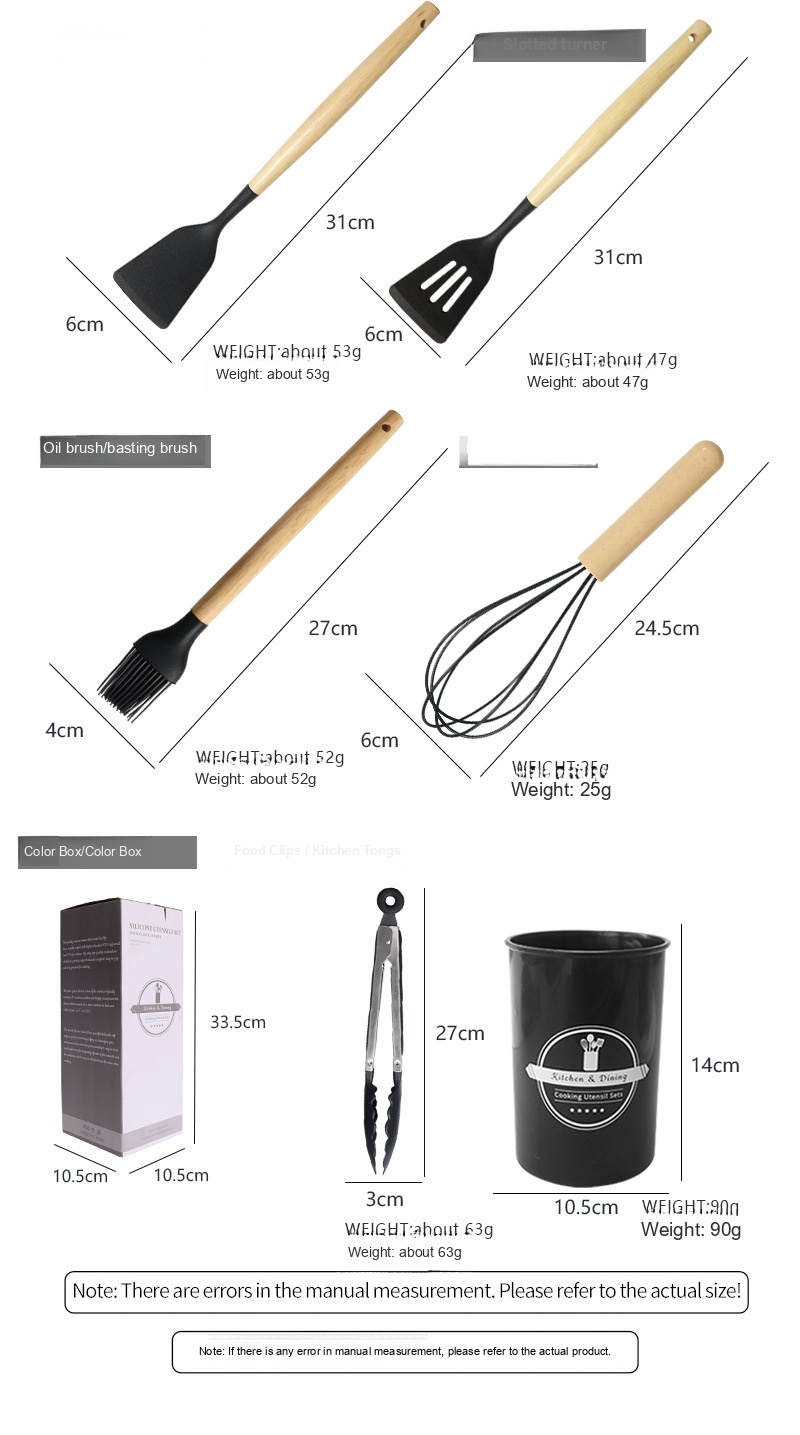 Slotted turner
31cm
31cm
6cm
6cm
WEIGHT:about 53g
Weight: about 53g
WEIGHT:about 47g
Weight: about 47g
Oil brush/basting brush
27cm
24.5cm
4cm
6cm
WEIGHT:about 52g
Weight: about 52g
WEIGHT:25g
Weight: 25g
Color Box/Color Box
Food Clips / Kitchen Tongs
SILICONE UTENSILS SET
Kitchen & Dining
33.5cm
27cm
14cm
Kitchen & Dining
Cooking Utensil Sets
10.5cm
10.5cm
3cm
10.5cm
WEIGHT:about 63g
Weight: about 63g
WEIGHT:90g
Weight: 90g
Note: There are errors in the manual measurement. Please refer to the actual size!
Note: If there is any error in manual measurement, please refer to the actual product.